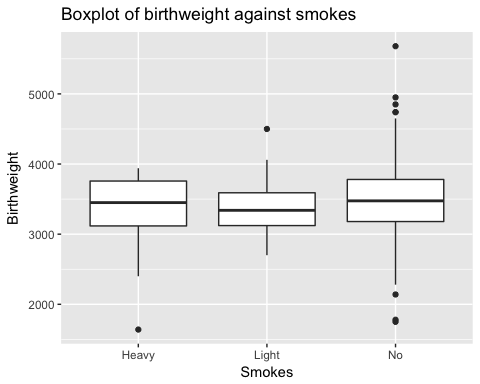 Boxplot of birthweight against smokes
5000
4000
3000
2000
Birthweight
Heavy Light No
Smokes